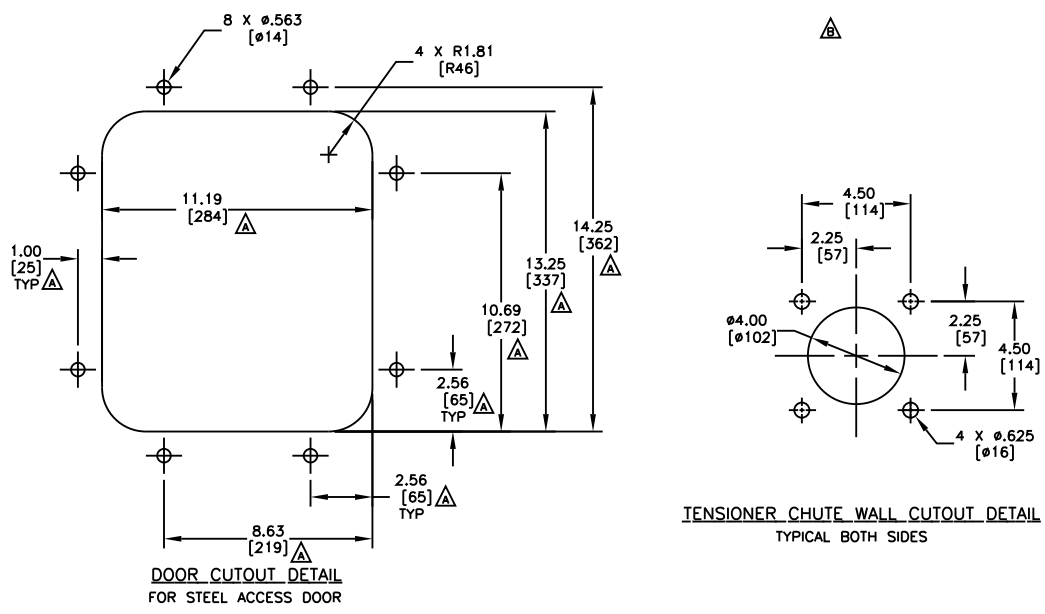 8 X ø.563
[ø14]
4 X R1.81
[R46]
11.19
[284] A
1.00
[25]
TYP A
14.25
[362]
A
13.25
[337]
A
10.69
[272]
A
2.56
[65] A
TYP
2.56
[65] A
TYP
8.63
[219] A
DOOR CUTOUT DETAIL
FOR STEEL ACCESS DOOR
B
4.50
[114]
2.25
[57]
ø4.00
[ø102]
2.25
[57]
4.50
[114]
4 X ø.625
[ø16]
TENSIONER CHUTE WALL CUTOUT DETAIL
TYPICAL BOTH SIDES